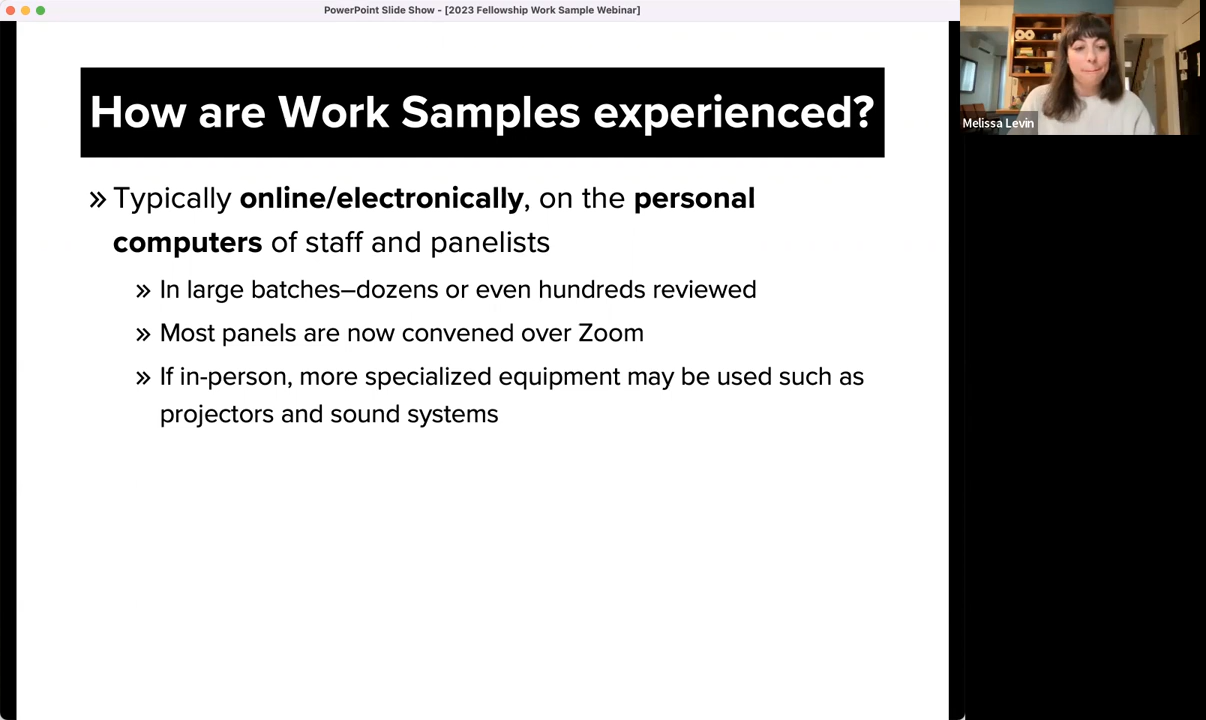 PowerPoint Slide Show - [2023 Fellowship Work Sample Webinar]
How are Work Samples experienced?
» Typically online/electronically, on the personal
computers of staff and panelists
» In large batches–dozens or even hundreds reviewed
» Most panels are now convened over Zoom
» If in-person, more specialized equipment may be used such as
projectors and sound systems
Melissa Levin